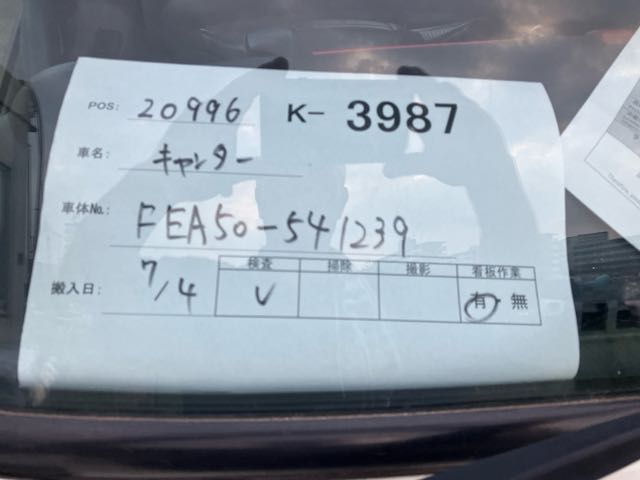 POS: 20996 K- 3987
車名: キャンター
車体No.: FEA50-541239
搬入日: 7/4
検査 掃除 撮影 看板作業
✓ 有・無